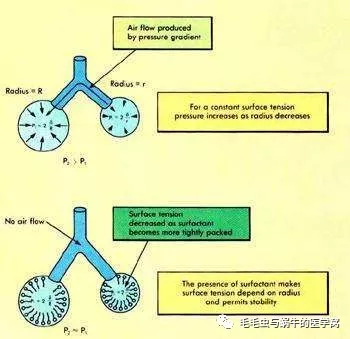 Air flow produced
by pressure gradient
Radius = R
Radius = r
For a constant surface tension
pressure increases as radius decreases
P₂ > P₁
No air flow
Surface tension
decreased as surfactant
becomes more tightly packed
The presence of surfactant makes
surface tension depend on radius
and permits stability
P₂ ≈ P₁
毛毛虫与蜗牛的医学窝